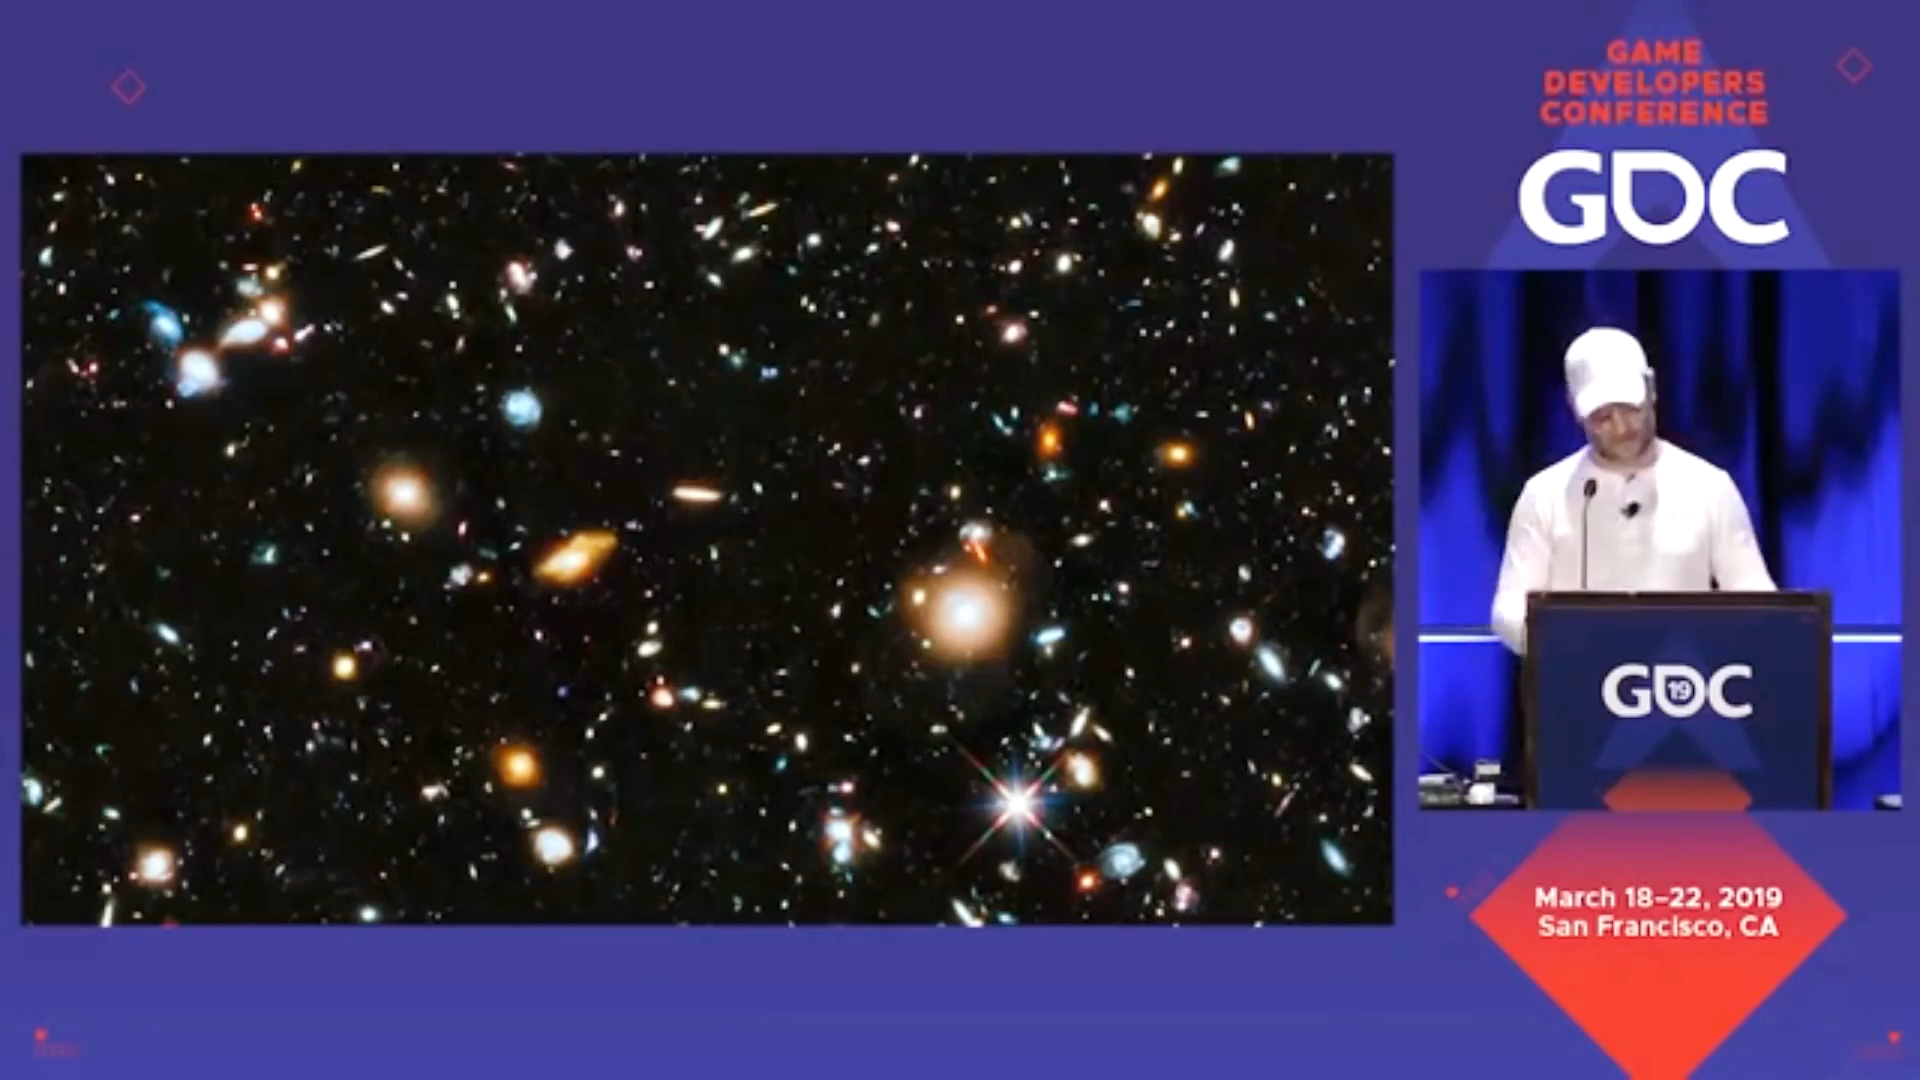 GAME
DEVELOPERS
CONFERENCE
GDC
GDC
19
March 18–22, 2019
San Francisco, CA